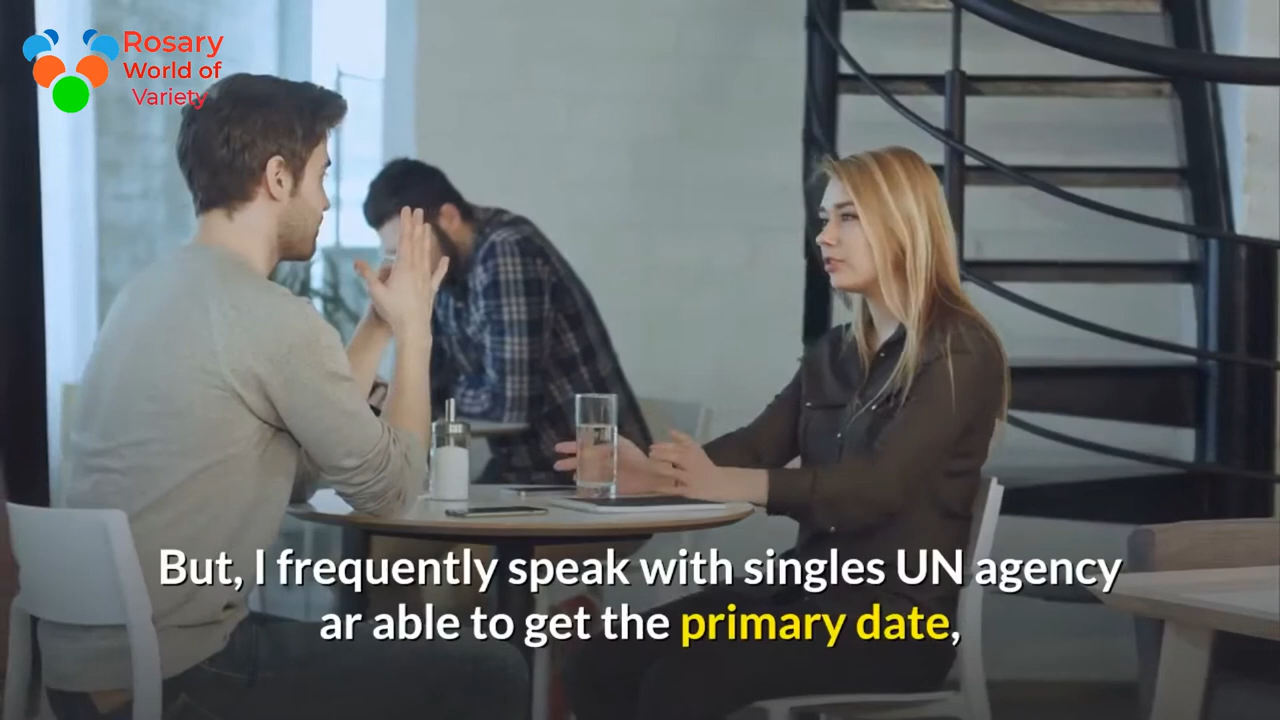 Rosary
World of
Variety
But, I frequently speak with singles UN agency
ar able to get the primary date,